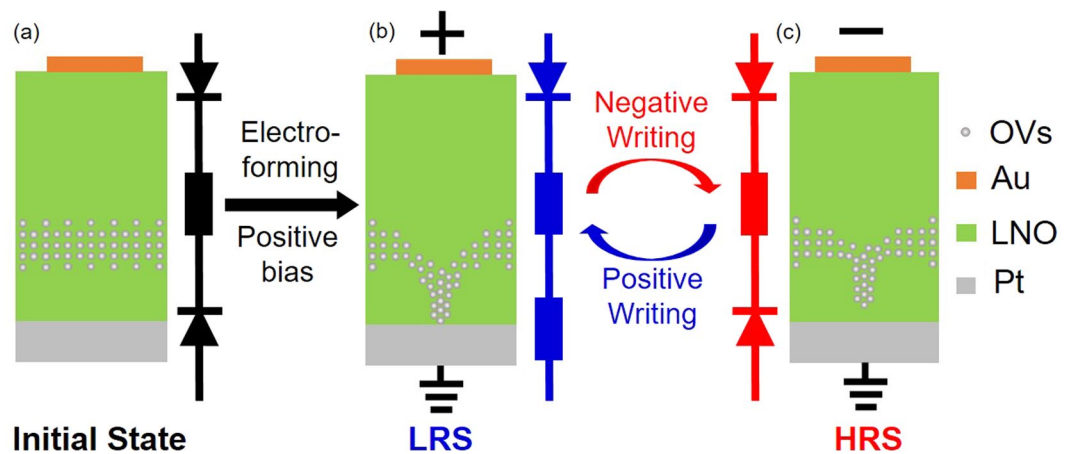 (a)
(b)
(c)
+
−
Electro-
forming
Positive
bias
Negative
Writing
Positive
Writing
OVs
Au
LNO
Pt
Initial State
LRS
HRS